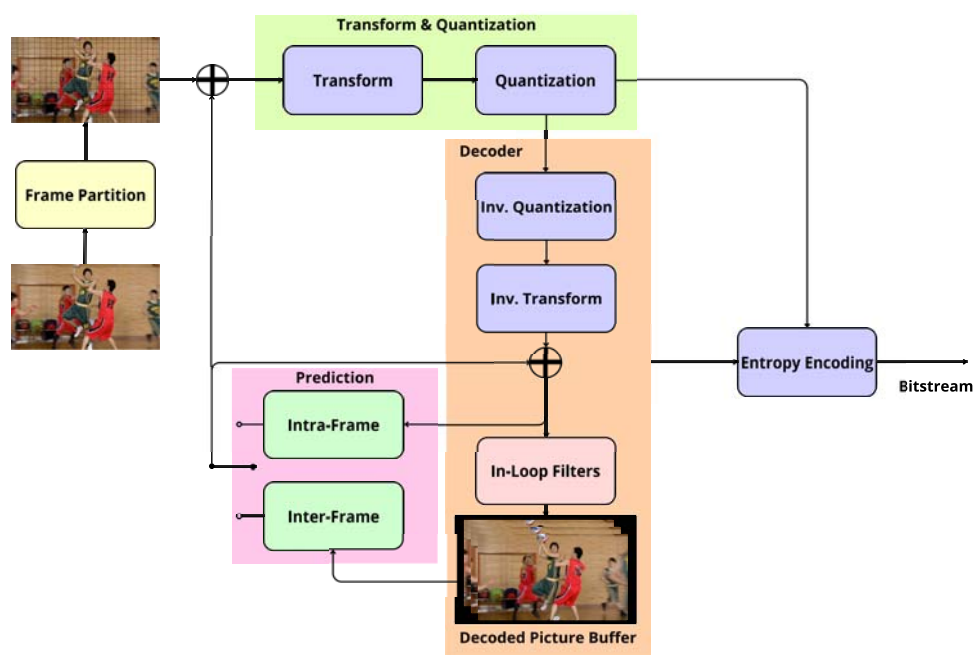 Transform & Quantization
Transform
Quantization
Decoder
Frame Partition
Inv. Quantization
Inv. Transform
Entropy Encoding
Bitstream
Prediction
Intra-Frame
In-Loop Filters
Inter-Frame
Decoded Picture Buffer